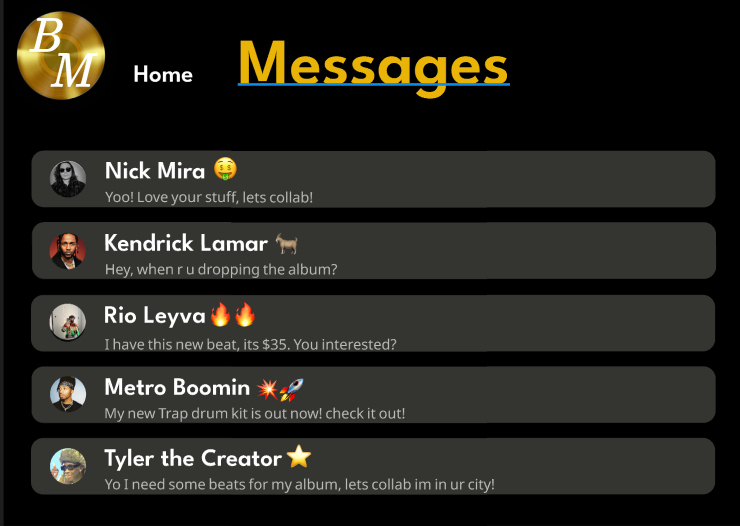 B
M
Home
Messages
Nick Mira 🤑
Yoo! Love your stuff, lets collab!
Kendrick Lamar 🐐
Hey, when r u dropping the album?
Rio Leyva 🔥🔥
I have this new beat, its $35. You interested?
Metro Boomin 💥🚀
My new Trap drum kit is out now! check it out!
Tyler the Creator ⭐
Yo I need some beats for my album, lets collab im in ur city!